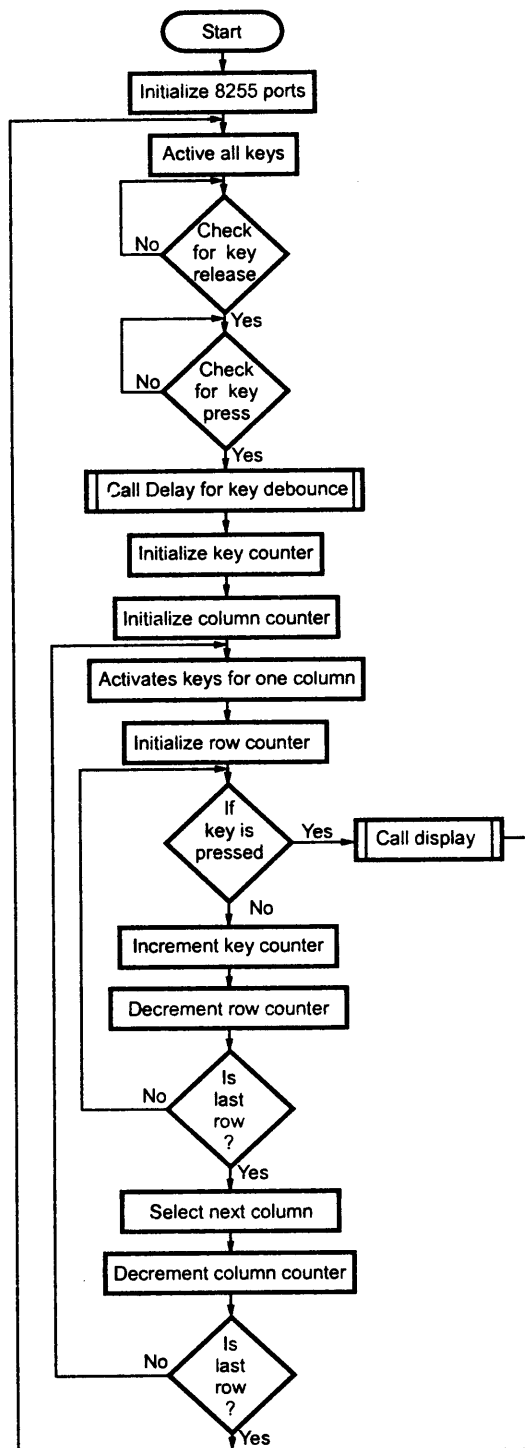 Start
Initialize 8255 ports
Active all keys
No
Check
for key
release
Yes
No
Check
for key
press
Yes
Call Delay for key debounce
Initialize key counter
Initialize column counter
Activates keys for one column
Initialize row counter
If
key is
pressed
Yes
Call display
No
Increment key counter
Decrement row counter
No
Is
last
row
?
Yes
Select next column
Decrement column counter
No
Is
last
row
?
Yes